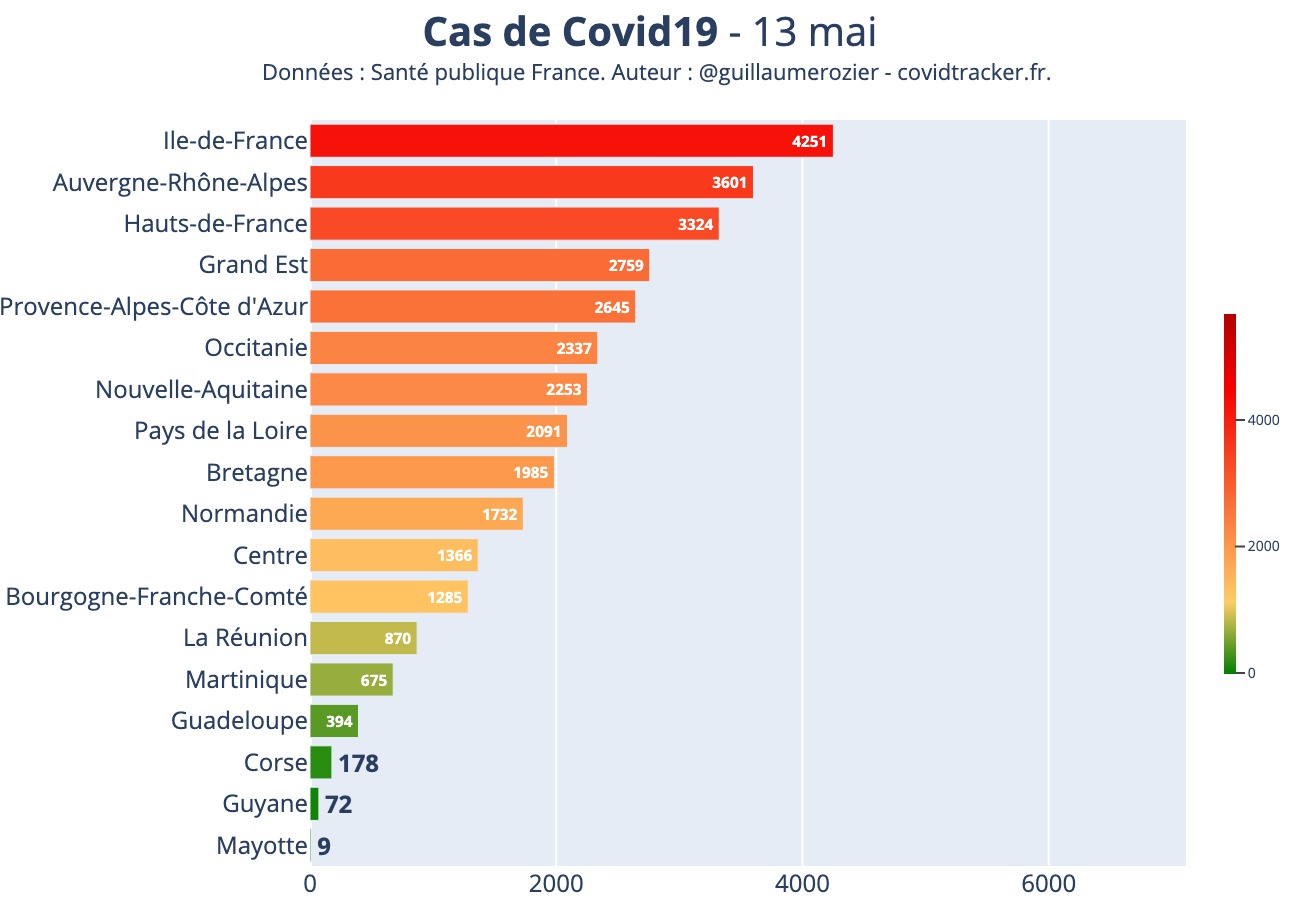 Cas de Covid19 - 13 mai
Données : Santé publique France. Auteur : @guillaumerozier - covidtracker.fr.
Ile-de-France 4251
Auvergne-Rhône-Alpes 3601
Hauts-de-France 3324
Grand Est 2759
Provence-Alpes-Côte d'Azur 2645
Occitanie 2337
Nouvelle-Aquitaine 2253
Pays de la Loire 2091
Bretagne 1985
Normandie 1732
Centre 1366
Bourgogne-Franche-Comté 1285
La Réunion 870
Martinique 675
Guadeloupe 394
Corse 178
Guyane 72
Mayotte 9
0 2000 4000 6000
4000
2000
0